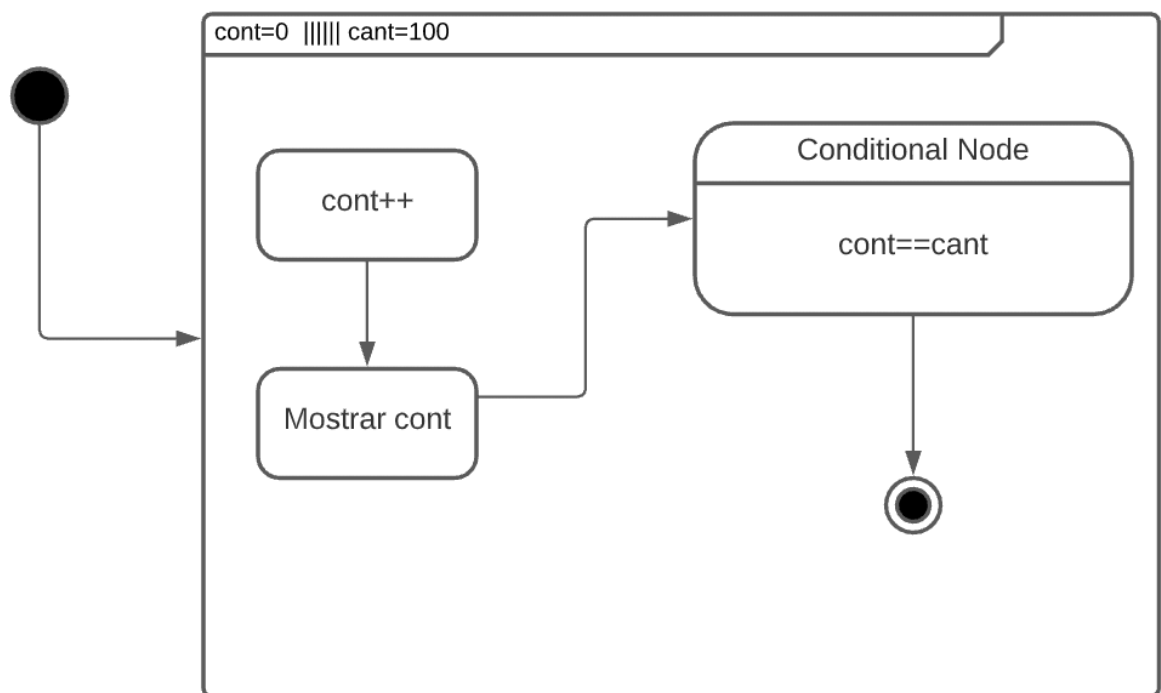 cont=0 |||||| cant=100
cont++
Mostrar cont
Conditional Node
cont==cant